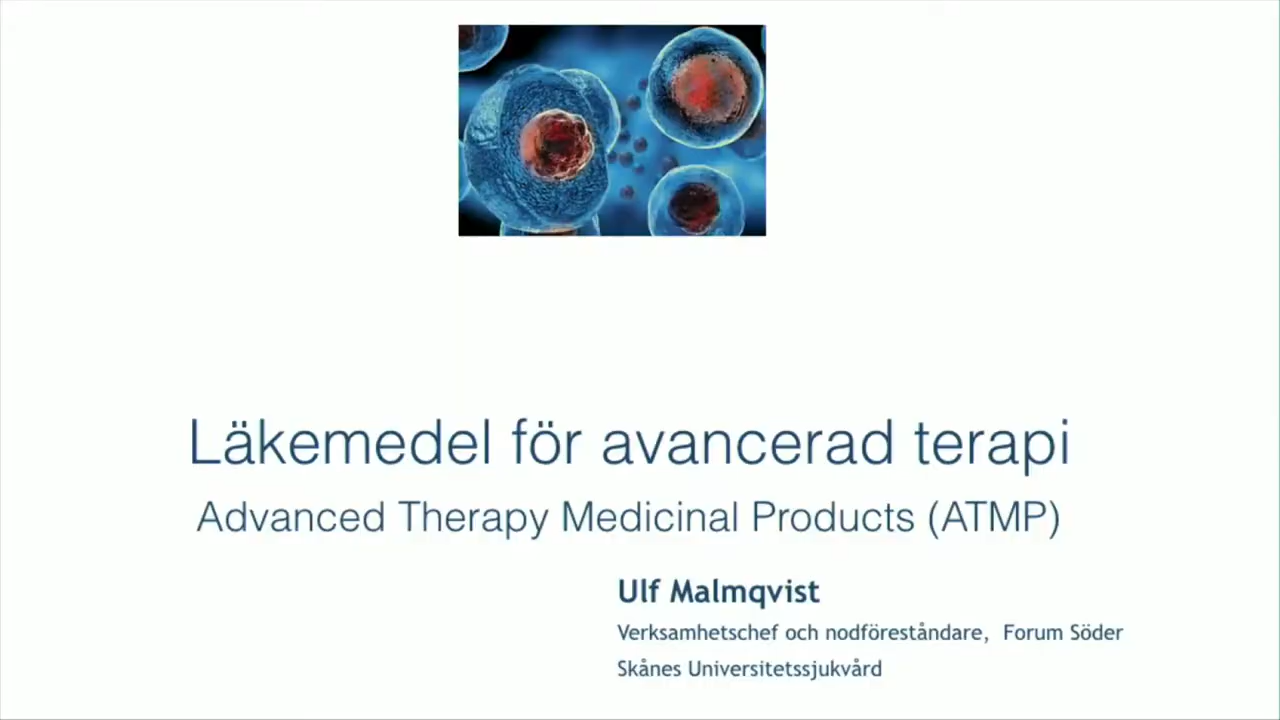 Läkemedel för avancerad terapi
Advanced Therapy Medicinal Products (ATMP)
Ulf Malmqvist
Verksamhetschef och nodföreståndare, Forum Söder
Skånes Universitetssjukvård